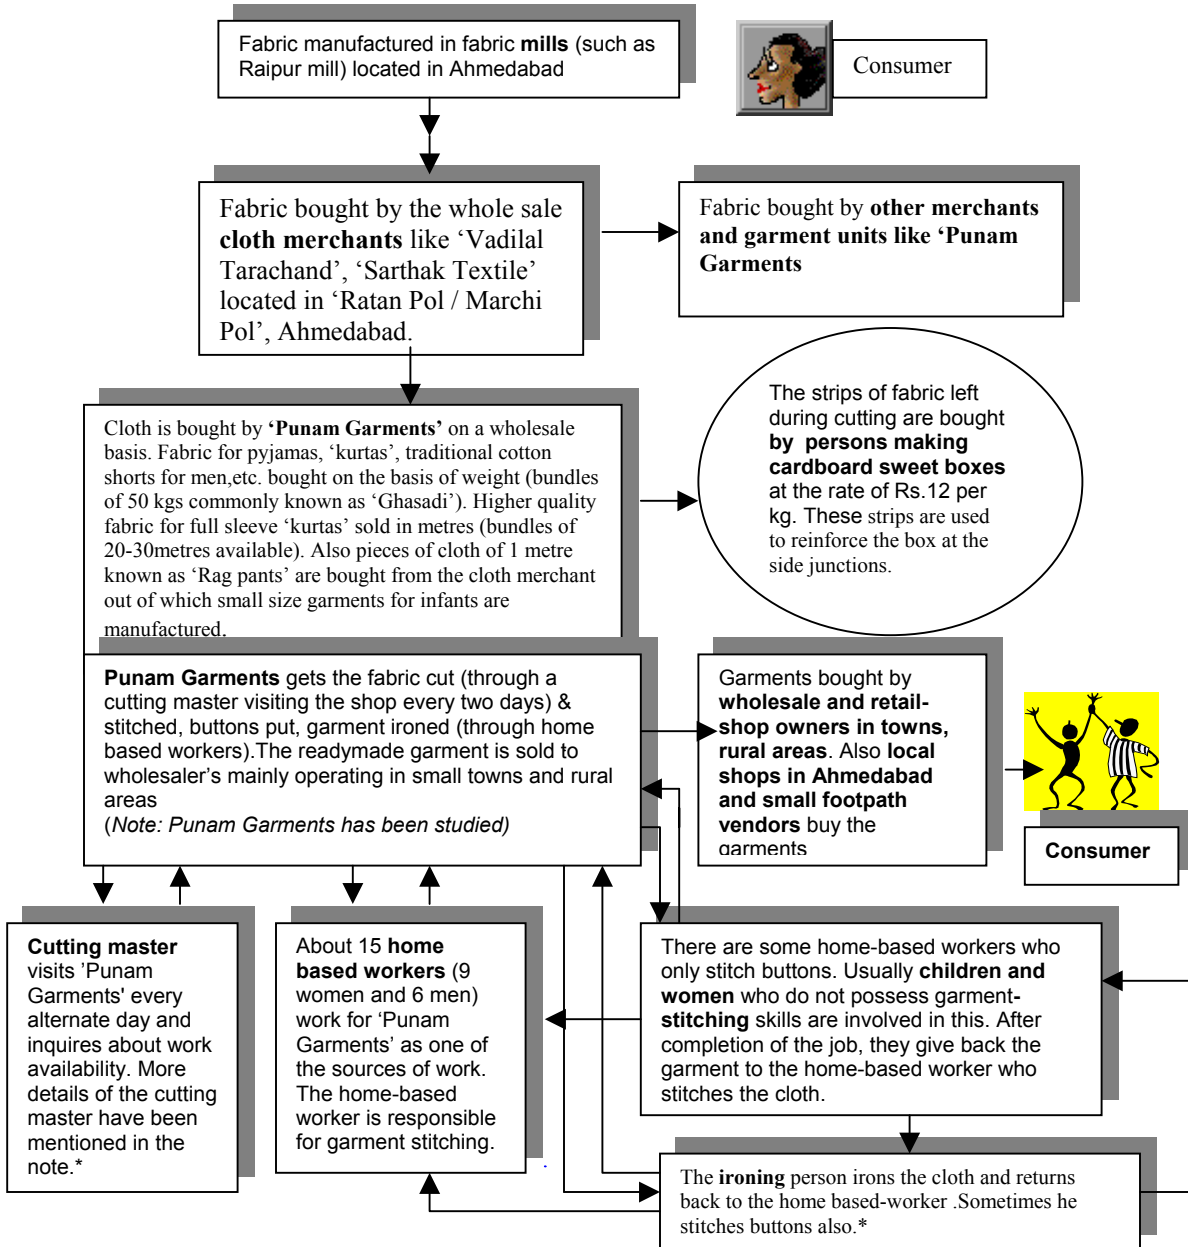 Fabric manufactured in fabric mills (such as
Raipur mill) located in Ahmedabad
Consumer
Fabric bought by the whole sale
cloth merchants like ‘Vadilal
Tarachand’, ‘Sarthak Textile’
located in ‘Ratan Pol / Marchi
Pol’, Ahmedabad.
Fabric bought by other merchants
and garment units like ‘Punam
Garments
Cloth is bought by ‘Punam Garments’ on a wholesale
basis. Fabric for pyjamas, ‘kurtas’, traditional cotton
shorts for men,etc. bought on the basis of weight (bundles
of 50 kgs commonly known as ‘Ghasadi’). Higher quality
fabric for full sleeve ‘kurtas’ sold in metres (bundles of
20-30metres available). Also pieces of cloth of 1 metre
known as ‘Rag pants’ are bought from the cloth merchant
out of which small size garments for infants are
manufactured.
The strips of fabric left
during cutting are bought
by persons making
cardboard sweet boxes
at the rate of Rs.12 per
kg. These strips are used
to reinforce the box at the
side junctions.
Punam Garments gets the fabric cut (through a
cutting master visiting the shop every two days) &
stitched, buttons put, garment ironed (through home
based workers).The readymade garment is sold to
wholesaler’s mainly operating in small towns and rural
areas
(Note: Punam Garments has been studied)
Garments bought by
wholesale and retail-
shop owners in towns,
rural areas. Also local
shops in Ahmedabad
and small footpath
vendors buy the
garments
Consumer
Cutting master
visits ’Punam
Garments' every
alternate day and
inquires about work
availability. More
details of the cutting
master have been
mentioned in the
note.*
About 15 home
based workers (9
women and 6 men)
work for ‘Punam
Garments’ as one of
the sources of work.
The home-based
worker is responsible
for garment stitching.
There are some home-based workers who
only stitch buttons. Usually children and
women who do not possess garment-
stitching skills are involved in this. After
completion of the job, they give back the
garment to the home-based worker who
stitches the cloth.
The ironing person irons the cloth and returns
back to the home based-worker .Sometimes he
stitches buttons also.*